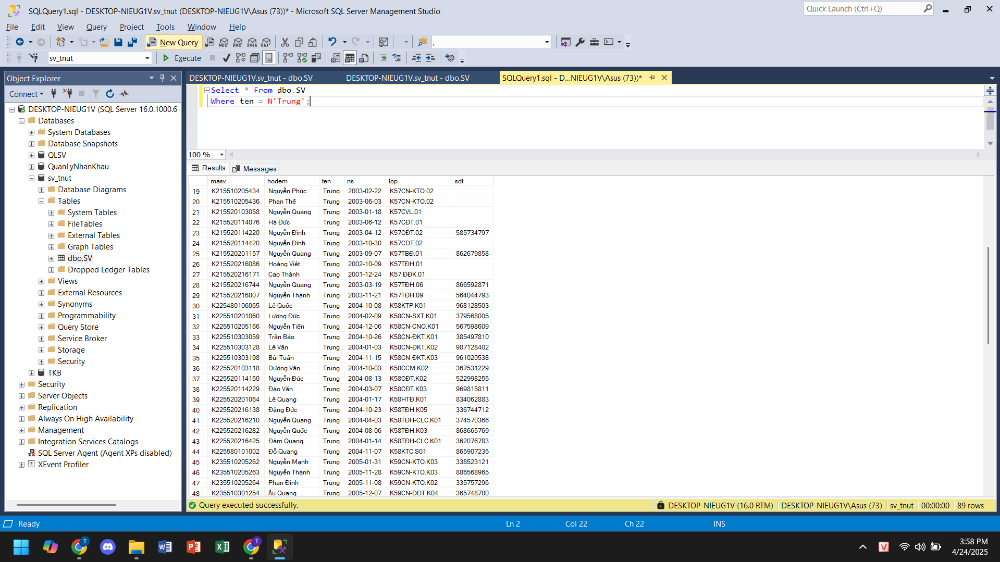 SQLQuery1.sql - DESKTOP-NIEUG1V.sv_tnut (DESKTOP-NIEUG1V\Asus (73))* - Microsoft SQL Server Management Studio
Quick Launch (Ctrl+Q)
File Edit View Query Project Tools Window Help
New Query MDX DMX XMLA DAX ,
sv_tnut Execute
Object Explorer
Connect
DESKTOP-NIEUG1V (SQL Server 16.0.1000.6 -
Databases
System Databases
Database Snapshots
QLSV
QuanLyNhanKhau
sv_tnut
Database Diagrams
Tables
System Tables
FileTables
External Tables
Graph Tables
dbo.SV
Dropped Ledger Tables
Views
External Resources
Synonyms
Programmability
Query Store
Service Broker
Storage
Security
TKB
Security
Server Objects
Replication
Always On High Availability
Management
Integration Services Catalogs
SQL Server Agent (Agent XPs disabled)
XEvent Profiler
DESKTOP-NIEUG1V.sv_tnut - dbo.SV DESKTOP-NIEUG1V.sv_tnut - dbo.SV SQLQuery1.sql - D...NIEUG1V\Asus (73))*
Select * From dbo.SV
Where ten = N'Trung';
100 %
Results Messages
masv hodem ten ns lop sdt
19 K215510205434 Nguyễn Phúc Trung 2003-02-22 K57CN-KTO.02
20 K215510205436 Phan Thế Trung 2003-06-03 K57CN-KTO.02
21 K215520103058 Nguyễn Quang Trung 2003-01-18 K57CVL.01
22 K215520114076 Hà Đức Trung 2003-06-12 K57CĐT.01
23 K215520114220 Nguyễn Đình Trung 2003-04-12 K57CĐT.02 585734797
24 K215520114420 Nguyễn Đình Trung 2003-10-30 K57CĐT.02
25 K215520201157 Nguyễn Quang Trung 2003-09-07 K57TBĐ.01 862679858
26 K215520216086 Hoàng Việt Trung 2002-10-09 K57TĐH.01
27 K215520216171 Cao Thành Trung 2001-12-24 K57 ĐĐK.01
28 K215520216744 Nguyễn Quang Trung 2003-03-19 K57TĐH.06 866592871
29 K215520216807 Nguyễn Thành Trung 2003-11-21 K57TĐH.09 564044793
30 K225480106065 Lê Quốc Trung 2004-10-08 K58KTP.K01 968128503
31 K225510201060 Lương Đức Trung 2004-02-09 K58CN-SXT.K01 379568005
32 K225510205166 Nguyễn Tiến Trung 2004-12-06 K58CN-CNO.K01 567598609
33 K225510303059 Trần Bảo Trung 2004-10-26 K58CN-ĐKT.K01 385497810
34 K225510303128 Lê Văn Trung 2004-01-03 K58CN-ĐKT.K02 987128402
35 K225510303198 Bùi Tuấn Trung 2004-11-15 K58CN-ĐKT.K03 961020538
36 K225520103118 Dương Văn Trung 2004-10-03 K58CCM.K02 367531229
37 K225520114150 Nguyễn Đức Trung 2004-08-13 K58CĐT.K02 522998255
38 K225520114229 Đào Văn Trung 2004-03-07 K58CĐT.K03 969815811
39 K225520201064 Lê Quang Trung 2004-01-17 K58HTĐ.K01 834062883
40 K225520216138 Đặng Đức Trung 2004-10-23 K58TĐH.K05 336744712
41 K225520216210 Nguyễn Quang Trung 2004-04-03 K58TĐH-CLC.K01 374570366
42 K225520216282 Nguyễn Quốc Trung 2004-08-06 K58TĐH.K03 868665769
43 K225520216425 Đàm Quang Trung 2004-01-14 K58TĐH-CLC.K01 362076783
44 K225580101002 Đỗ Quang Trung 2004-11-07 K58KTC.S01 865907235
45 K235510205262 Nguyễn Mạnh Trung 2005-01-31 K59CN-KTO.K03 338523121
46 K235510205263 Nguyễn Thành Trung 2005-11-28 K59CN-KTO.K03 886568965
47 K235510205264 Phan Đình Trung 2005-11-08 K59CN-KTO.K02 335757296
48 K235510301254 Âu Quang Trung 2005-12-07 K59CN-ĐĐT.K04 365748780
Query executed successfully. DESKTOP-NIEUG1V (16.0 RTM) DESKTOP-NIEUG1V\Asus (73) sv_tnut 00:00:00 89 rows
Ready Ln 2 Col 22 Ch 22 INS
T T V
3:58 PM
4/24/2025